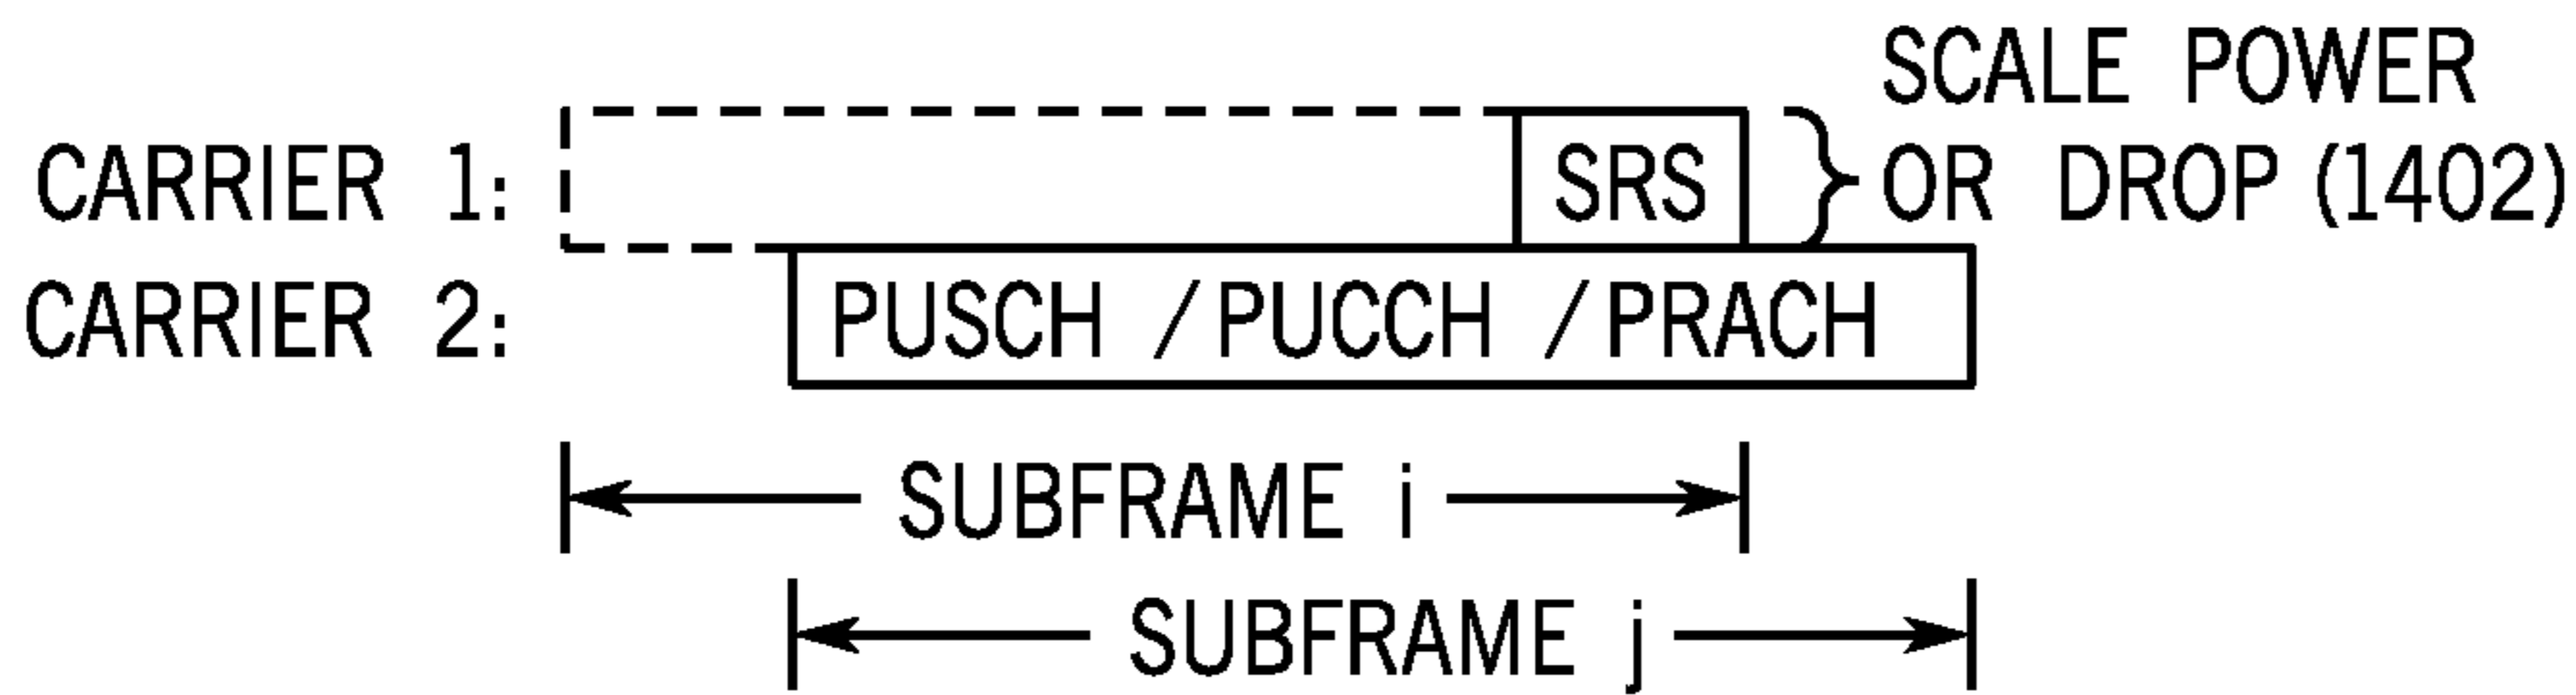 SCALE POWER
CARRIER 1: SRS OR DROP (1402)
CARRIER 2: PUSCH / PUCCH / PRACH
SUBFRAME i
SUBFRAME j